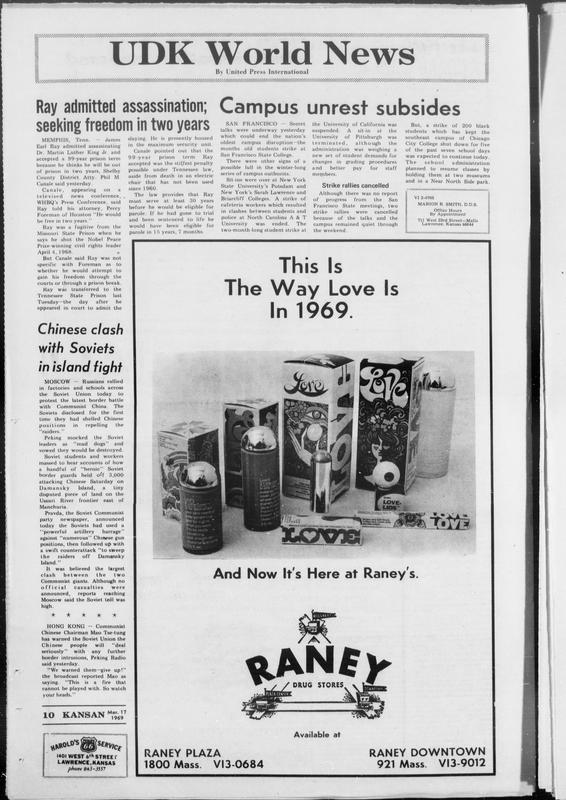 UDK World News
By United Press International
Ray admitted assassination;
seeking freedom in two years
MEMPHIS, Tenn. — James
Earl Ray admitted assassinating
Dr. Martin Luther King Jr. and
accepted a 99-year prison term
because he thinks he will be out
of prison in two years, Shelby
County District Atty. Phil M.
Canale said yesterday.
Canale, appearing on a
televised news conference,
WHBQ's Press Conference, said
Ray told his attorney, Percy
Foreman of Houston "He would
be free in two years."
Ray was a fugitive from the
Missouri State Prison when he
says he shot the Nobel Peace
Prize-winning civil rights leader
April 4, 1968.
But Canale said Ray was not
specific with Foreman as to
whether he would attempt to
gain his freedom through the
courts or through a prison break.
Ray was transferred to the
Tennessee State Prison last
Tuesday—the day after he
appeared in court to admit the
slaying. He is presently housed
in the maximum security unit.
Canale pointed out that the
99-year prison term Ray
accepted was the stiffest penalty
possible under Tennessee law,
aside from death in an electric
chair that has not been used
since 1960.
The law provides that Ray
must serve at least 30 years
before he would be eligible for
parole. If he had gone to trial
and been sentenced to life he
would have been eligible for
parole in 13 years, 7 months.
Chinese clash
with Soviets
in island fight
MOSCOW — Russians rallied
in factories and schools across
the Soviet Union today to
protest the latest border battle
with Communist China. The
Soviets disclosed for the first
time they had shelled Chinese
positions in repelling the
"raiders."
Peking mocked the Soviet
leaders as "mad dogs" and
vowed they would be destroyed.
Soviet students and workers
massed to hear accounts of how
a handful of "heroic" Soviet
border guards held off 3,000
attacking Chinese Saturday on
Damansky Island, a tiny
disputed piece of land on the
Ussuri River frontier east of
Manchuria.
Pravda, the Soviet Communist
party newspaper, announced
today the Soviets had used a
"powerful artillery barrage"
against "numerous" Chinese gun
positions, then followed up with
a swift counterattack "to sweep
the raiders off Damansky
Island."
It was believed the largest
clash between the two
Communist giants. Although no
official casualties were
announced, reports reaching
Moscow said the Soviet toll was
high.
* * * * *
HONG KONG — Communist
Chinese Chairman Mao Tse-tung
has warned the Soviet Union the
Chinese people will "deal
seriously" with any further
border intrusions, Peking Radio
said yesterday.
"We warned them—give up!"
the broadcast reported Mao as
saying. "This is a fire that
cannot be played with. So watch
your heads."
10 KANSAN Mar. 17
1969
HAROLD'S 66 SERVICE
1401 WEST 6th STREET
LAWRENCE, KANSAS
phone 843-3557
Campus unrest subsides
SAN FRANCISCO — Secret
talks were underway yesterday
which could end the nation's
oldest campus disruption—the
months old student strike at
San Francisco State College.
There were other signs of a
possible lull in the winter-long
series of campus outbursts.
Sit-ins were over at New York
State University's Potsdam and
New York's Sarah Lawrence and
Briarcliff Colleges. A strike of
cafeteria workers which resulted
in clashes between students and
police at North Carolina A & T
University was ended. The
two-month-long student strike at
the University of California was
suspended. A sit-in at the
University of Pittsburgh was
terminated, although the
administration was weighing a
new set of student demands for
changes in grading procedures
and better pay for staff
members.
Strike rallies cancelled
Although there was no report
of progress from the San
Francisco State meetings, two
strike rallies were cancelled
because of the talks and the
campus remained quiet through
the weekend.
But, a strike of 200 black
students which has kept the
southeast campus of Chicago
City College shut down for five
of the past seven school days
was expected to continue today.
The school administration
planned to resume classes by
holding them at museums
and in a Near North Side park.
MARION R. SMITH, D.D.S.
Office Hours
By Appointment
Lawrence, Kansas 66044
This Is
The Way Love Is
In 1969.
Love
LOVE
Love
LOVE-
LIDS
LOVE
LOVE
LOVE
And Now It's Here at Raney's.
RANEY
DRUG STORES
Available at
RANEY PLAZA
1800 Mass. VI3-0684
RANEY DOWNTOWN
921 Mass. VI3-9012